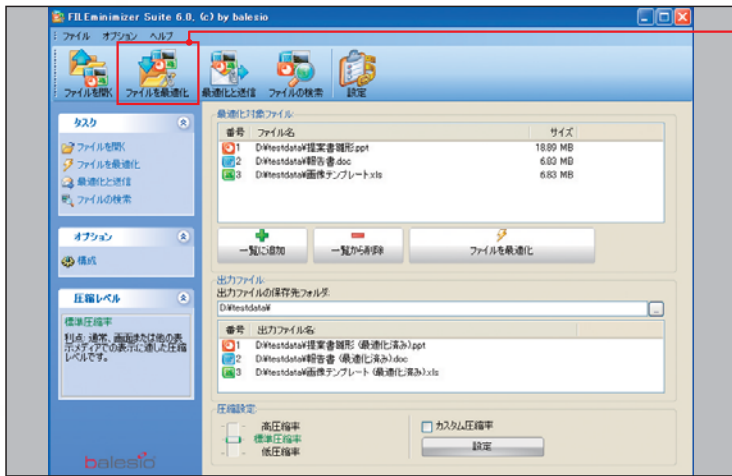 FILEminimizer Suite 6.0, (c) by balesio
ファイル オプション ヘルプ
ファイルを開く ファイルを最適化 最適化と送信 ファイルの検索 設定
タスク
ファイルを開く
ファイルを最適化
最適化と送信
ファイルの検索
オプション
構成
圧縮レベル
標準圧縮率
利点: 通常、画面または他の表
示メディアでの表示に適した圧縮
レベルです。
balesio
最適化対象ファイル
番号 ファイル名 サイズ
1 D:¥testdata¥提案書雛形.ppt 18.89 MB
2 D:¥testdata¥報告書.doc 6.83 MB
3 D:¥testdata¥画像テンプレート.xls 6.83 MB
一覧に追加 一覧から削除 ファイルを最適化
出力ファイル
出力ファイルの保存先フォルダ:
D:¥testdata¥
...
番号 出力ファイル名
1 D:¥testdata¥提案書雛形 (最適化済み).ppt
2 D:¥testdata¥報告書 (最適化済み).doc
3 D:¥testdata¥画像テンプレート (最適化済み).xls
圧縮設定
高圧縮率
標準圧縮率
低圧縮率
カスタム圧縮率
設定